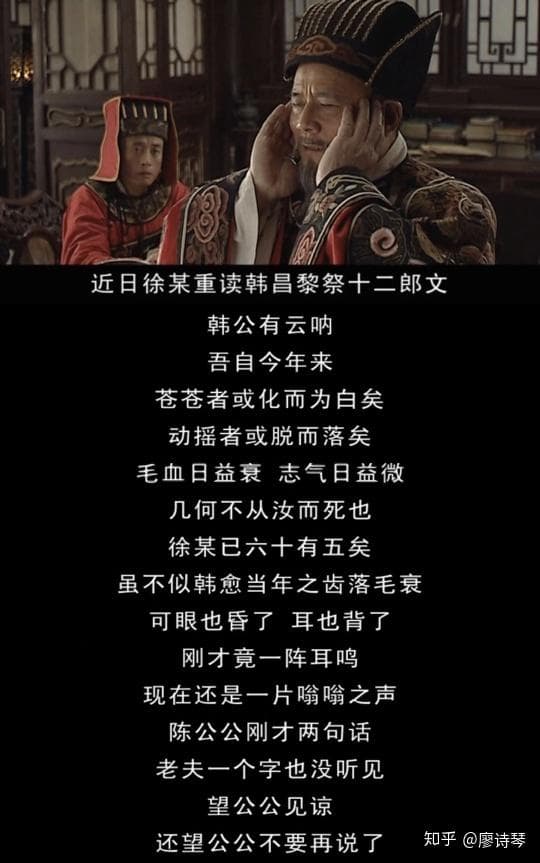 近日徐某重读韩昌黎祭十二郎文
韩公有云呐
吾自今年来
苍苍者或化而为白矣
动摇者或脱而落矣
毛血日益衰 志气日益微
几何不从汝而死也
徐某已六十有五矣
虽不似韩愈当年之齿落毛衰
可眼也昏了 耳也背了
刚才竟一阵耳鸣
现在还是一片嗡嗡之声
陈公公刚才两句话
老夫一个字也没听见
望公公见谅
还望公公不要再说了
知乎 @廖诗琴